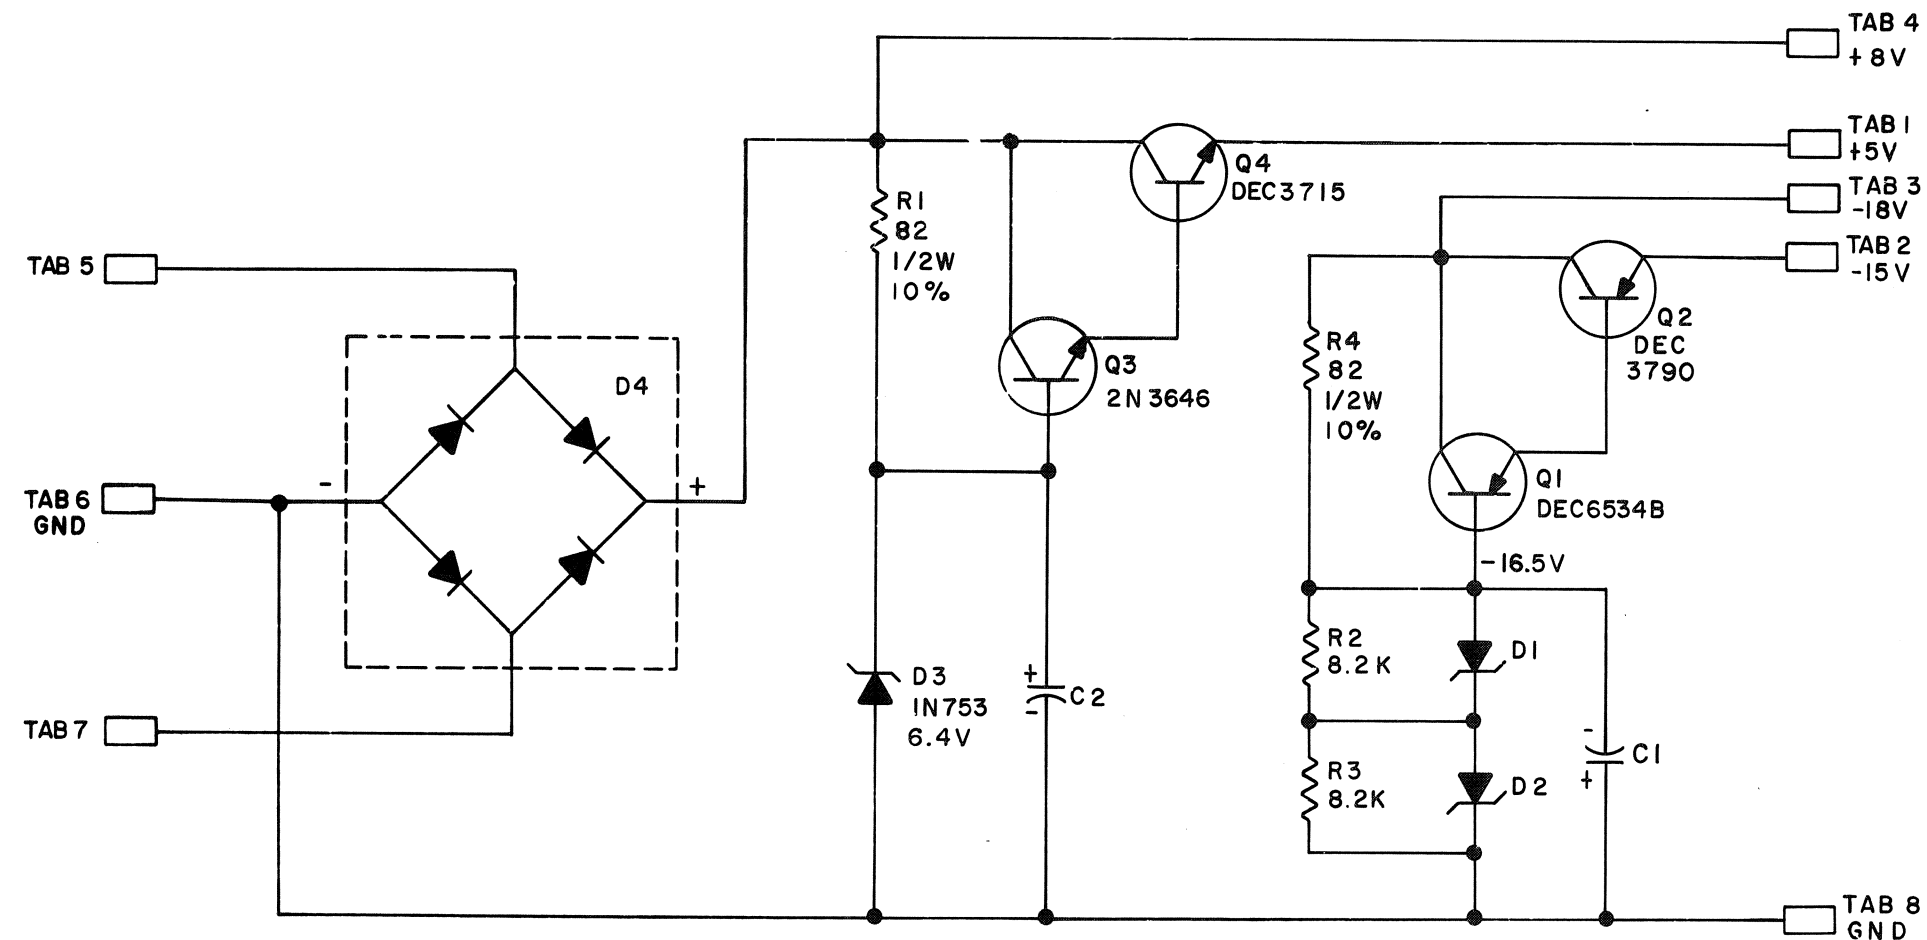 TAB 4
+8V
TAB 1
+5V
TAB 3
-18V
TAB 2
-15V
Q4
DEC3715
R1
82
1/2W
10%
TAB 5
D4
Q3
2N3646
Q2
DEC
3790
R4
82
1/2W
10%
TAB 6
GND
-
+
Q1
DEC6534B
-16.5V
D3
1N753
6.4V
+
-
C2
R2
8.2K
D1
TAB 7
R3
8.2K
D2
-
+
C1
TAB 8
GND